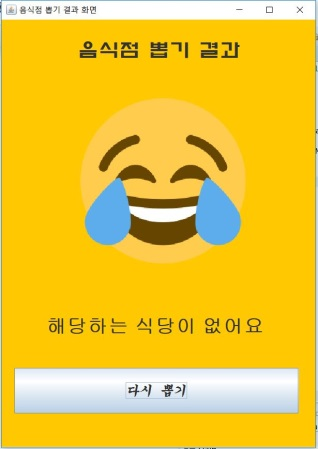 음식점 뽑기 결과 화면
음식점 뽑기 결과
해당하는 식당이 없어요
다시 뽑기